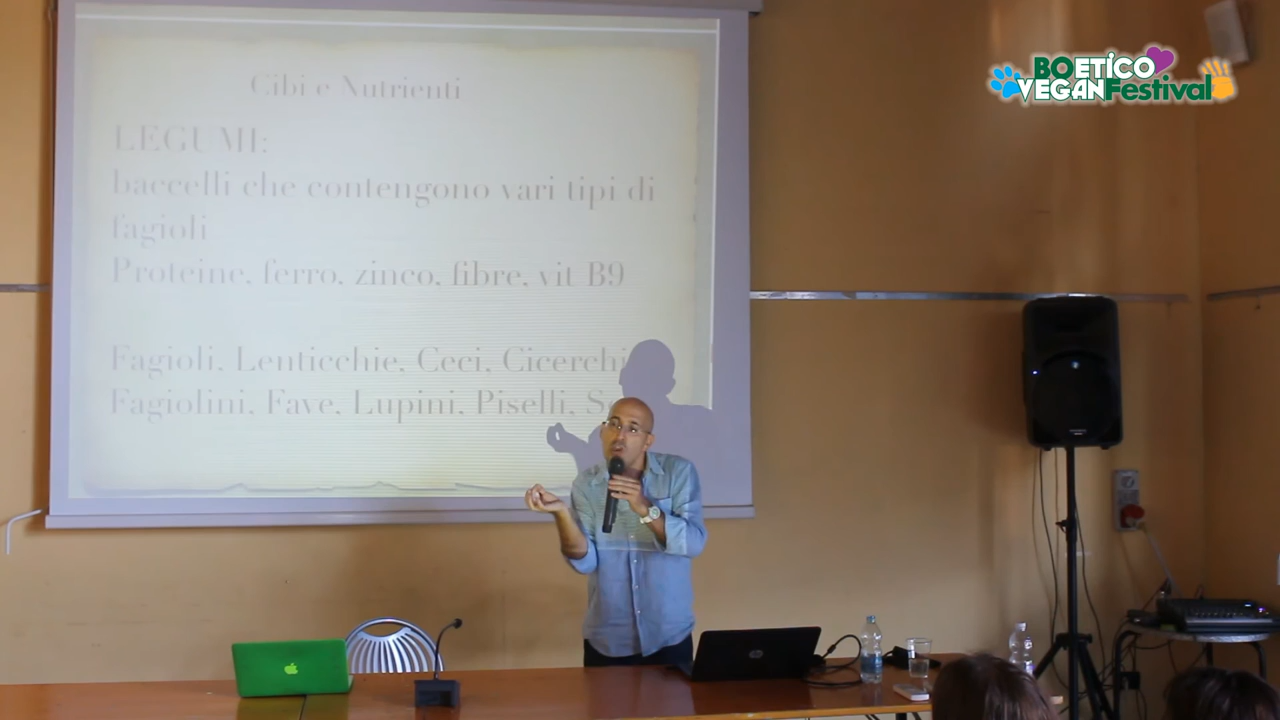 Cibi e Nutrienti
LEGUMI:
baccelli che contengono vari tipi di
fagioli
Proteine, ferro, zinco, fibre, vit B9
Fagioli, Lenticchie, Ceci, Cicerchi
Fagiolini, Fave, Lupini, Piselli, S
BOETICO
VEGANFestival